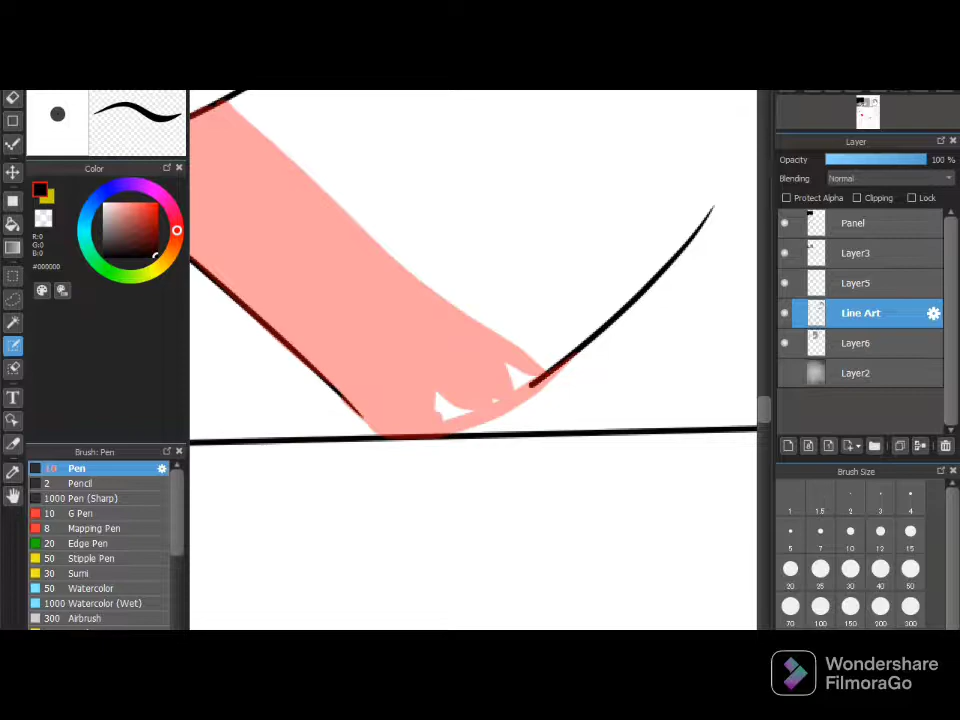 Color
R:0
G:0
B:0
#000000
Brush: Pen
10 Pen
2 Pencil
1000 Pen (Sharp)
10 G Pen
8 Mapping Pen
20 Edge Pen
50 Stipple Pen
30 Sumi
50 Watercolor
1000 Watercolor (Wet)
300 Airbrush
Layer
Opacity 100 %
Blending Normal
Protect Alpha Clipping Lock
Panel
Layer3
Layer5
Line Art
Layer6
Layer2
Brush Size
1 1.5 2 3 4
5 7 10 12 15
20 25 30 40 50
70 100 150 200 300
Wondershare
FilmoraGo